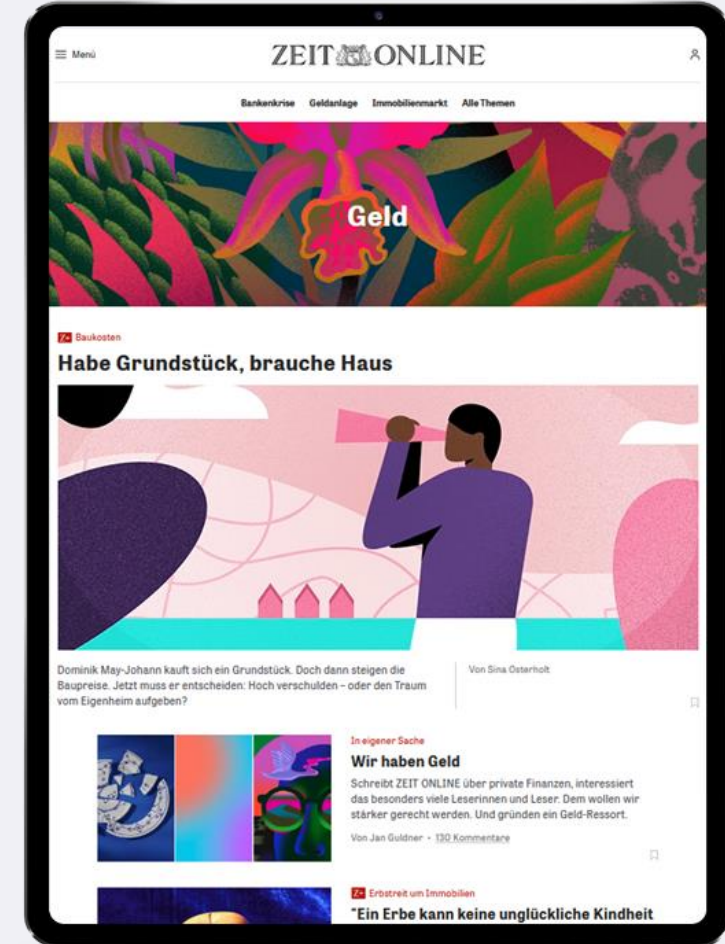 Menü
ZEIT ONLINE
Bankenkrise Geldanlage Immobilienmarkt Alle Themen
Geld
Z+ Baukosten
Habe Grundstück, brauche Haus
Dominik May-Johann kauft sich ein Grundstück. Doch dann steigen die
Baupreise. Jetzt muss er entscheiden: Hoch verschulden – oder den Traum
vom Eigenheim aufgeben?
Von Sina Osterholt
In eigener Sache
Wir haben Geld
Schreibt ZEIT ONLINE über private Finanzen, interessiert
das besonders viele Leserinnen und Leser. Dem wollen wir
stärker gerecht werden. Und gründen ein Geld-Ressort.
Von Jan Guldner • 130 Kommentare
Z+ Erbstreit um Immobilien
"Ein Erbe kann keine unglückliche Kindheit